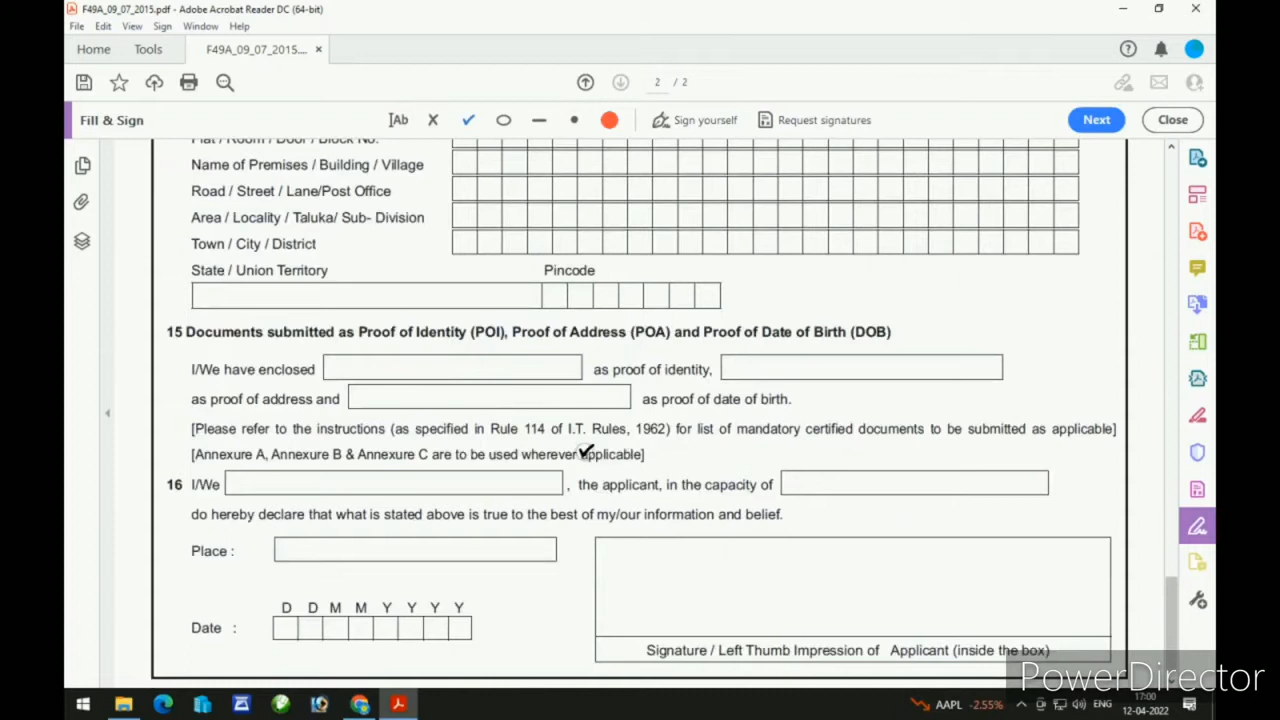 F49A_09_07_2015.pdf - Adobe Acrobat Reader DC (64-bit)
File Edit View Sign Window Help
Home Tools F49A_09_07_2015.... ×
2 / 2
Fill & Sign Ab Sign yourself Request signatures Next Close
Flat / Room / Door / Block No.
Name of Premises / Building / Village
Road / Street / Lane/Post Office
Area / Locality / Taluka/ Sub- Division
Town / City / District
State / Union Territory Pincode
15 Documents submitted as Proof of Identity (POI), Proof of Address (POA) and Proof of Date of Birth (DOB)
I/We have enclosed as proof of identity,
as proof of address and as proof of date of birth.
[Please refer to the instructions (as specified in Rule 114 of I.T. Rules, 1962) for list of mandatory certified documents to be submitted as applicable]
[Annexure A, Annexure B & Annexure C are to be used wherever applicable]
16 I/We , the applicant, in the capacity of
do hereby declare that what is stated above is true to the best of my/our information and belief.
Place :
D D M M Y Y Y Y
Date :
Signature / Left Thumb Impression of Applicant (inside the box)
PowerDirector
AAPL -2.55% ENG 17:00
12-04-2022